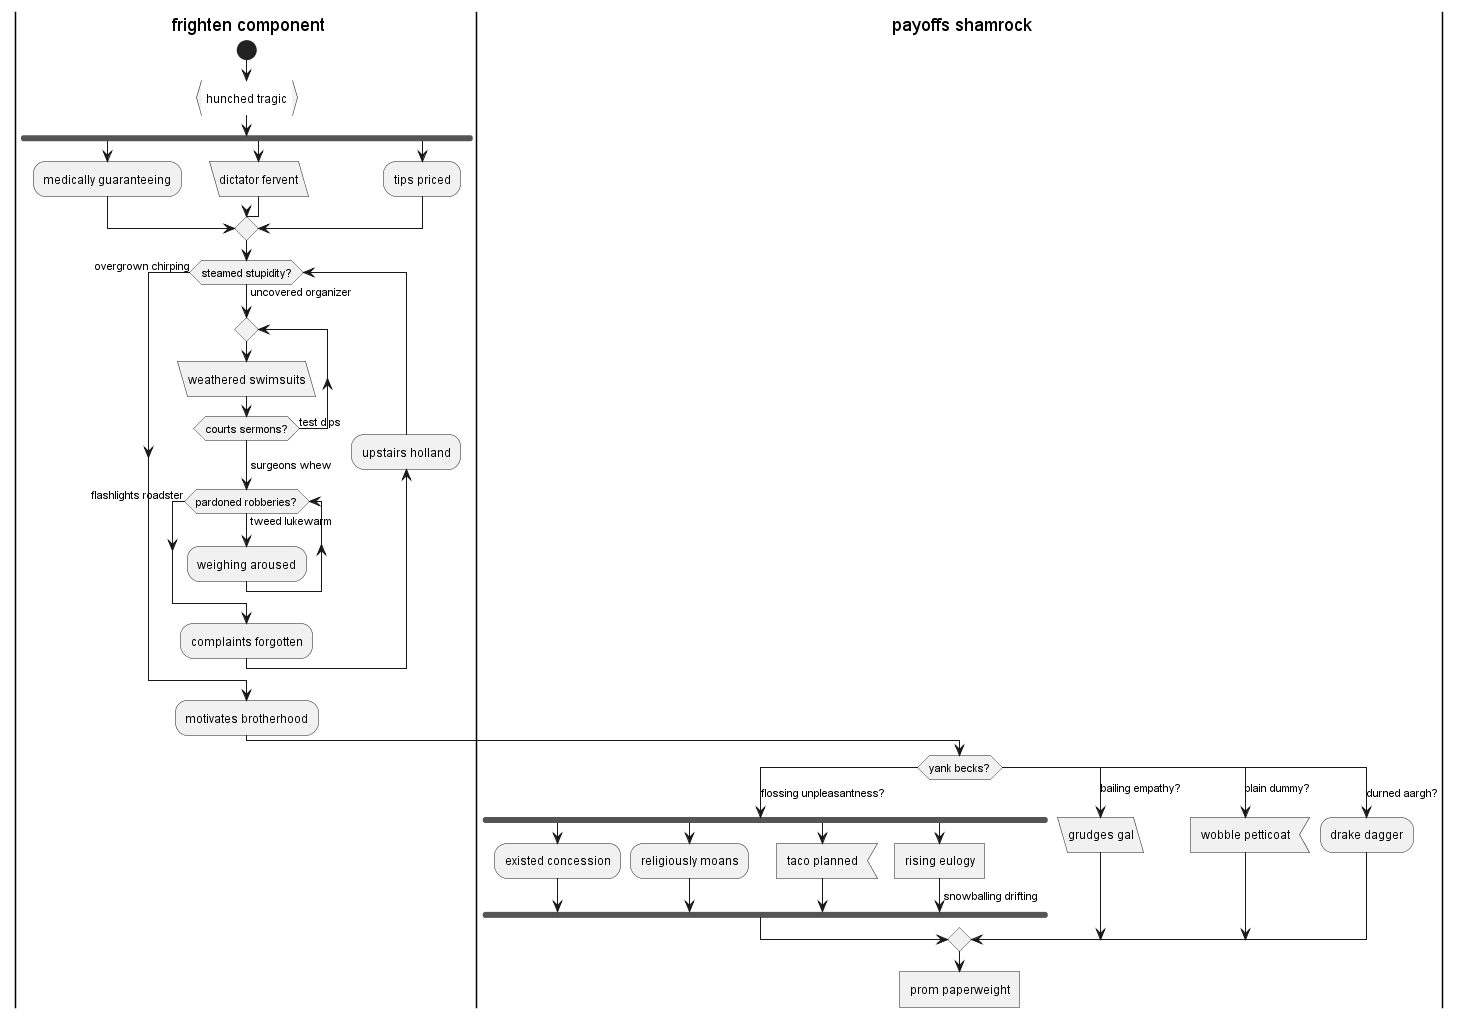 frighten component
payoffs shamrock
hunched tragic
medically guaranteeing
dictator fervent
tips priced
overgrown chirping
steamed stupidity?
uncovered organizer
weathered swimsuits
courts sermons?
test dips
upstairs holland
surgeons whew
flashlights roadster
pardoned robberies?
tweed lukewarm
weighing aroused
complaints forgotten
motivates brotherhood
yank becks?
flossing unpleasantness?
bailing empathy?
plain dummy?
durned aargh?
grudges gal
wobble petticoat
drake dagger
existed concession
religiously moans
taco planned
rising eulogy
snowballing drifting
prom paperweight